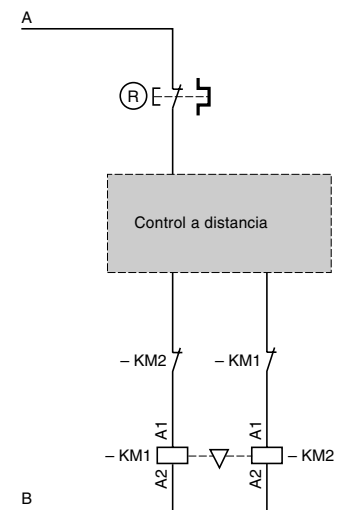 A
R
Control a distancia
– KM2
– KM1
A1
A1
– KM1
– KM2
A2
A2
B